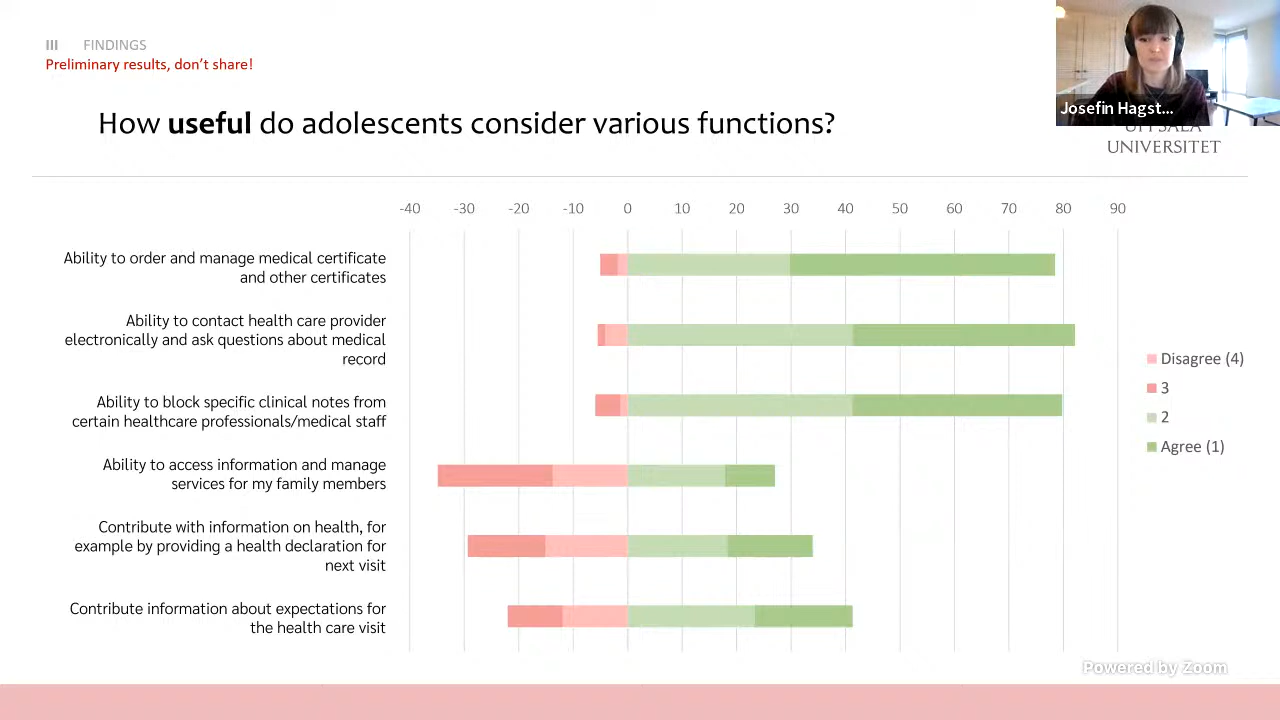 III FINDINGS
Preliminary results, don't share!
How useful do adolescents consider various functions?
Josefin Hagst...
UPPSALA
UNIVERSITET
-40 -30 -20 -10 0 10 20 30 40 50 60 70 80 90
Ability to order and manage medical certificate
and other certificates
Ability to contact health care provider
electronically and ask questions about medical
record
Ability to block specific clinical notes from
certain healthcare professionals/medical staff
Ability to access information and manage
services for my family members
Contribute with information on health, for
example by providing a health declaration for
next visit
Contribute information about expectations for
the health care visit
Disagree (4)
3
2
Agree (1)
Powered by Zoom